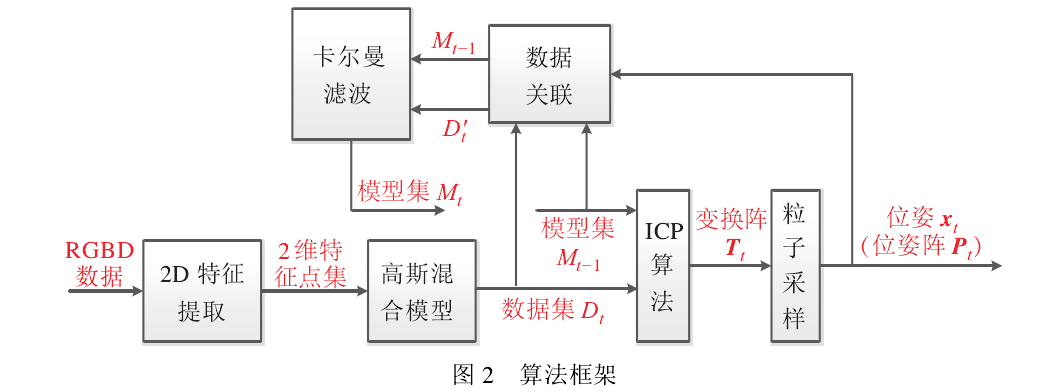 卡尔曼
滤波
M_{t-1}
D'_t
数据
关联
模型集 M_t
模型集
M_{t-1}
RGBD
数据
2D 特征
提取
2维特
征点集
高斯混
合模型
数据集 D_t
ICP
算
法
变换阵
T_t
粒
子
采
样
位姿 x_t
(位姿阵 P_t)
图 2 算法框架